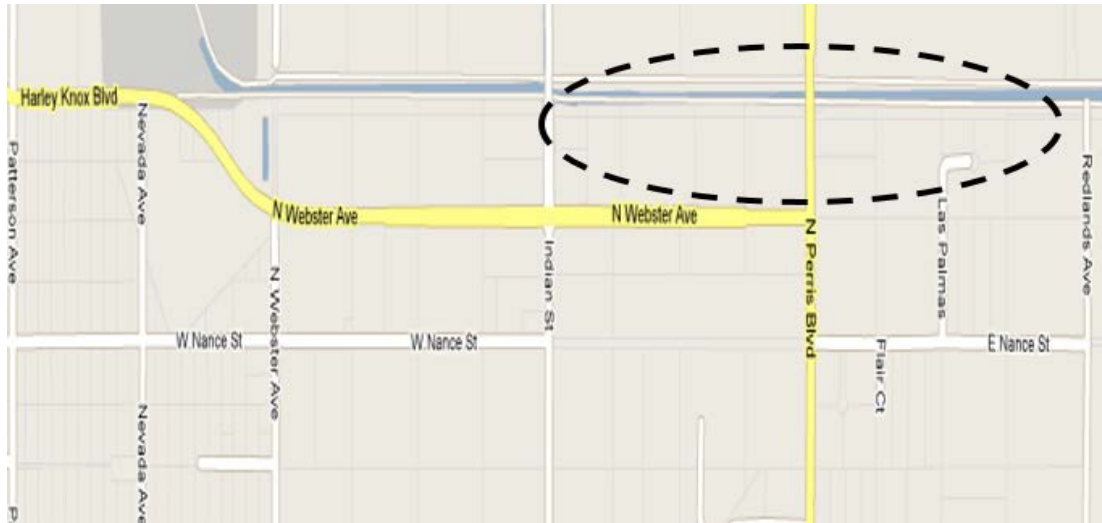 Harley Knox Blvd
Nevada Ave
Patterson Ave
Redlands Ave
Las Palmas
N Webster Ave
N Webster Ave
N Perris Blvd
Indian St
N Webster Ave
W Nance St
W Nance St
E Nance St
Flair Ct
Nevada Ave
P